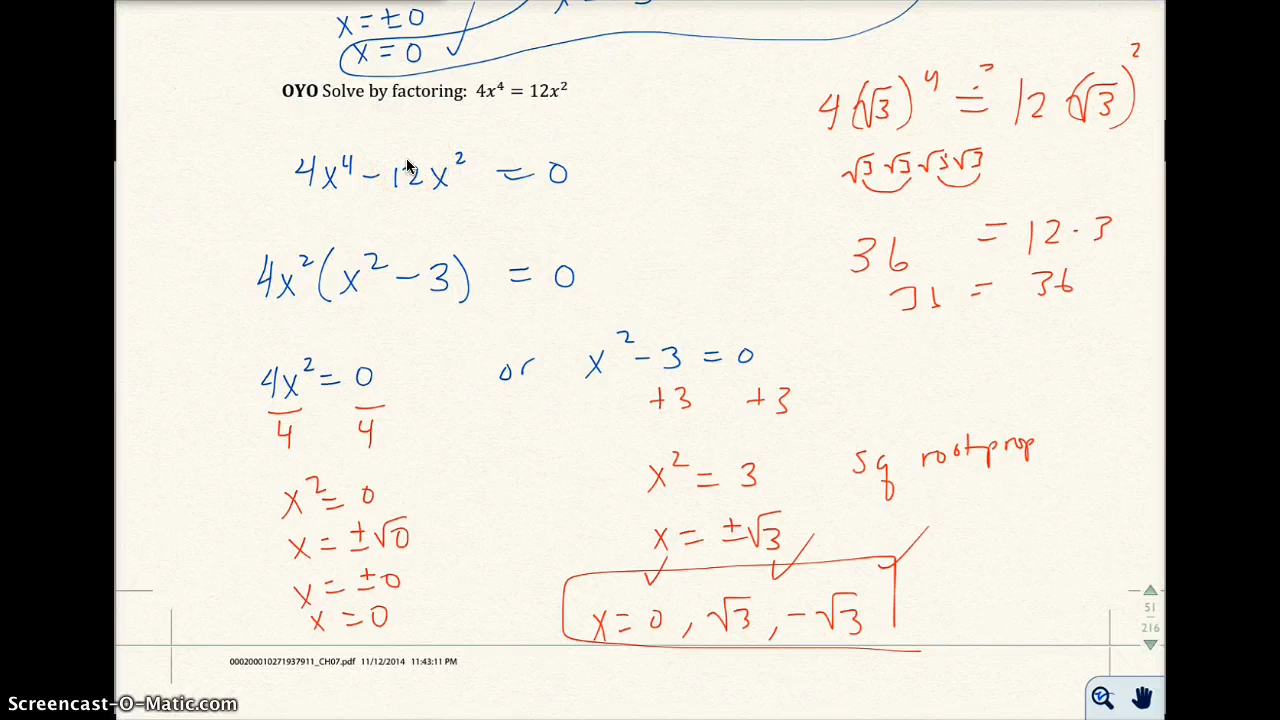 x = ± 0
x = 0 ✓
OYO Solve by factoring: 4x⁴ = 12x²
4x⁴ − 12x² = 0
4x²(x² − 3) = 0
4x² = 0 or x² − 3 = 0
4 4 +3 +3
x² = 0
x = ±√0
x = ±0
x = 0
x² = 3 sq root prop
x = ±√3
x = 0, √3, −√3
4(√3)⁴ ≟ 12(√3)²
√3 √3 √3 √3
36 = 12 · 3
= 36
51
216
000200010271937911_CH07.pdf 11/12/2014 11:43:11 PM
Screencast-O-Matic.com